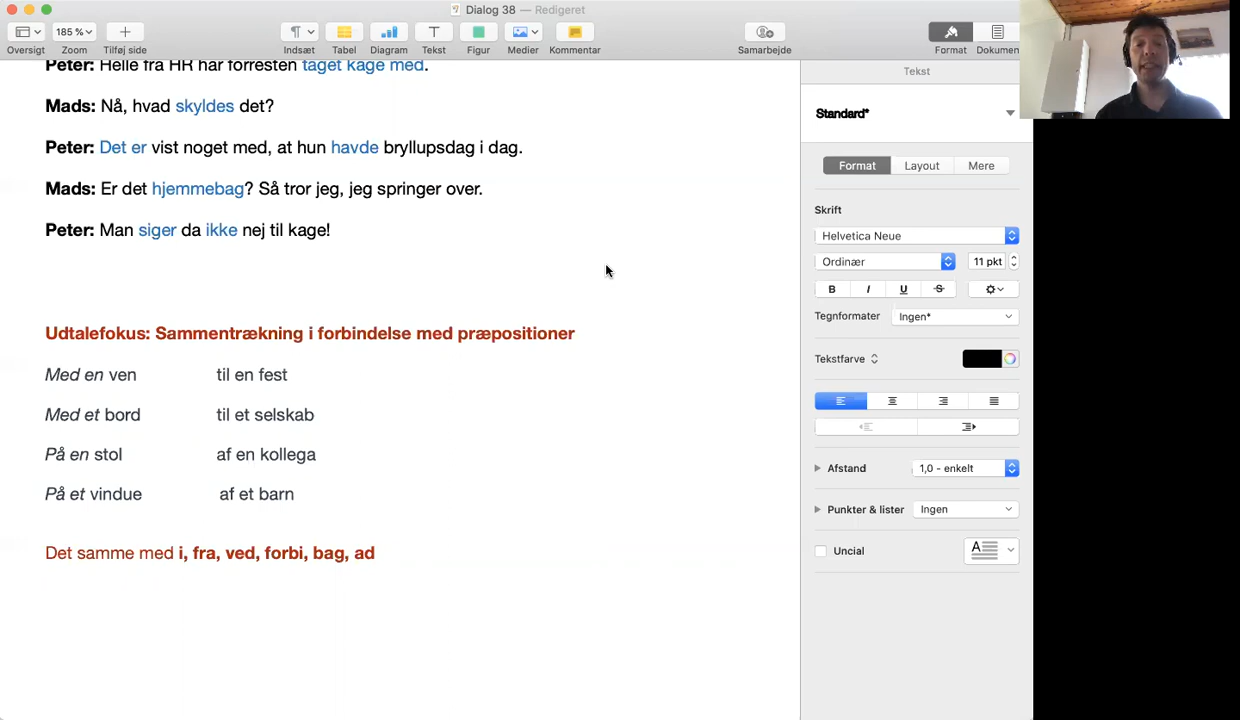 Dialog 38 — Redigeret
185 %
Oversigt Zoom Tilføj side Indsæt Tabel Diagram Tekst Figur Medier Kommentar Samarbejde Format Dokumen
Peter: Helle fra HR har forresten taget kage med.
Mads: Nå, hvad skyldes det?
Peter: Det er vist noget med, at hun havde bryllupsdag i dag.
Mads: Er det hjemmebag? Så tror jeg, jeg springer over.
Peter: Man siger da ikke nej til kage!
Udtalefokus: Sammentrækning i forbindelse med præpositioner
Med en ven til en fest
Med et bord til et selskab
På en stol af en kollega
På et vindue af et barn
Det samme med i, fra, ved, forbi, bag, ad
Tekst
Standard*
Format Layout Mere
Skrift
Helvetica Neue
Ordinær 11 pkt
B I U S
Tegnformater Ingen*
Tekstfarve
Afstand 1,0 - enkelt
Punkter & lister Ingen
Uncial A